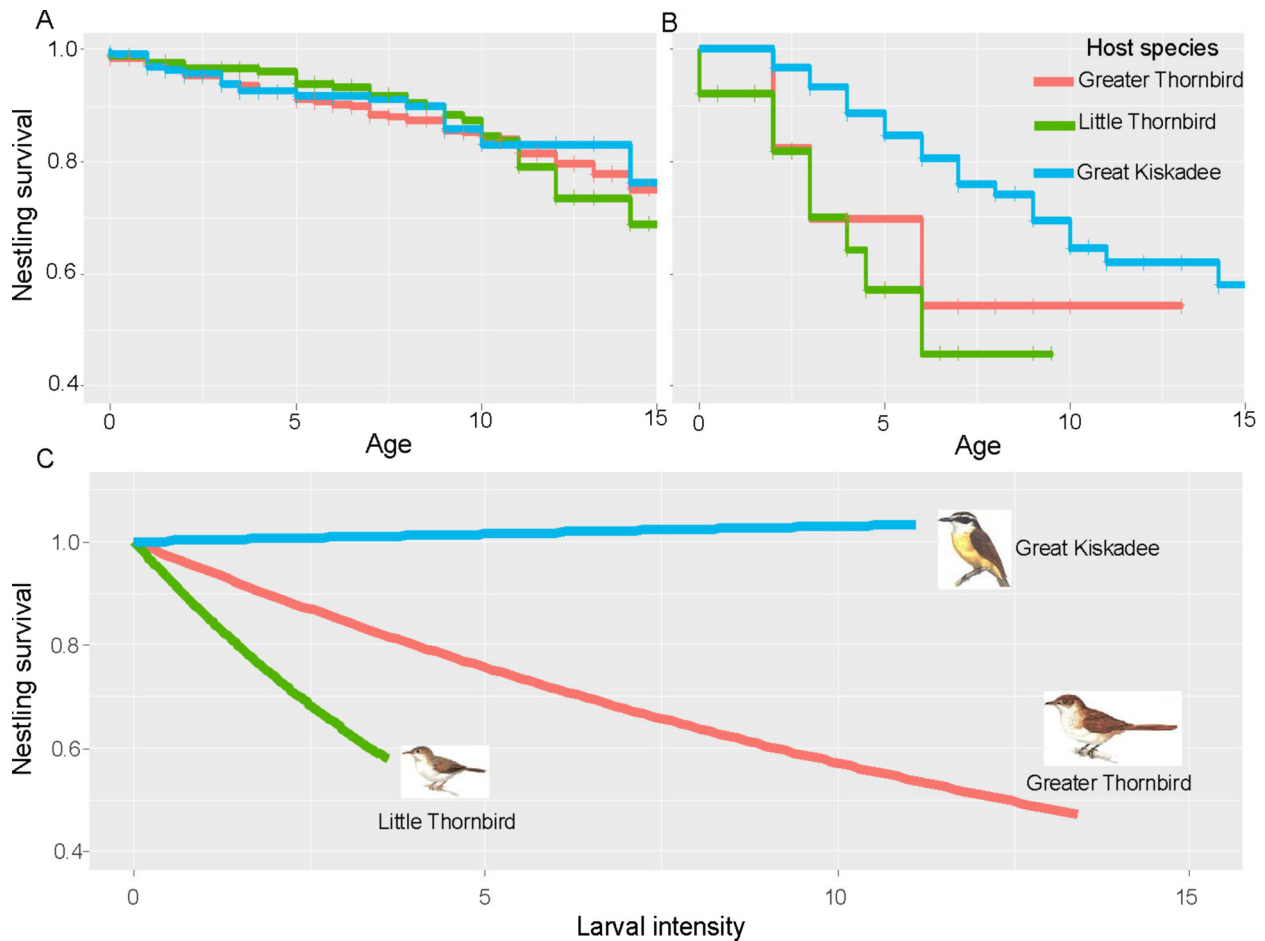 A
B
1.0
0.8
0.6
0.4
Nestling survival
0
5
10
15
Age
Host species
Greater Thornbird
Little Thornbird
Great Kiskadee
0
5
10
15
Age
C
1.0
0.8
0.6
0.4
Nestling survival
Great Kiskadee
Greater Thornbird
Little Thornbird
0
5
10
15
Larval intensity